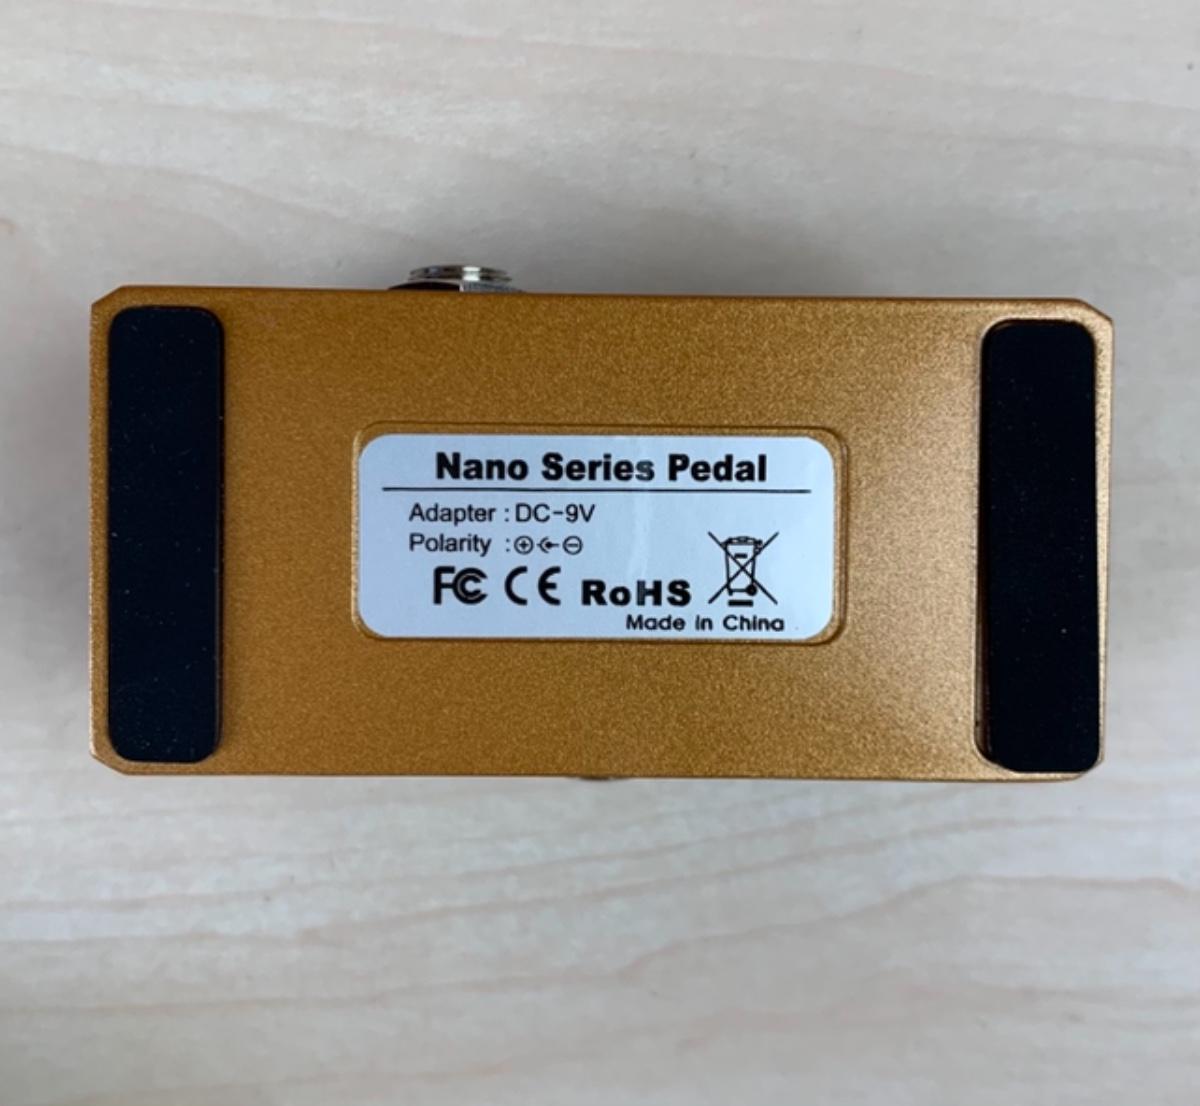 Nano Series Pedal
Adapter : DC-9V
Polarity : ⊕-c-⊖
FC CE RoHS
Made in China